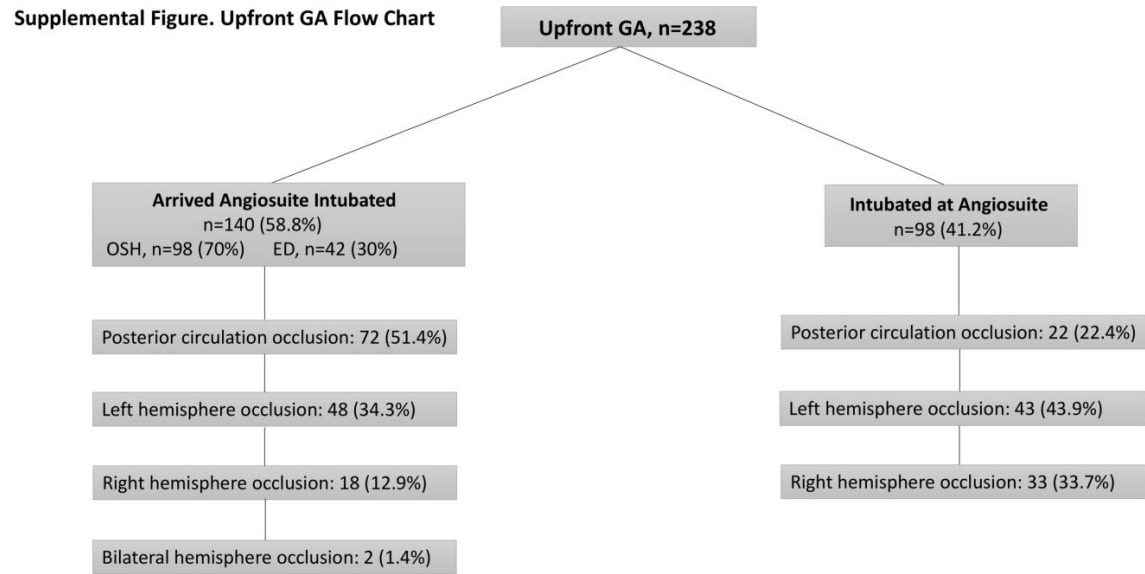 Supplemental Figure. Upfront GA Flow Chart
Upfront GA, n=238
Arrived Angiosuite Intubated
n=140 (58.8%)
OSH, n=98 (70%) ED, n=42 (30%)
Posterior circulation occlusion: 72 (51.4%)
Left hemisphere occlusion: 48 (34.3%)
Right hemisphere occlusion: 18 (12.9%)
Bilateral hemisphere occlusion: 2 (1.4%)
Intubated at Angiosuite
n=98 (41.2%)
Posterior circulation occlusion: 22 (22.4%)
Left hemisphere occlusion: 43 (43.9%)
Right hemisphere occlusion: 33 (33.7%)